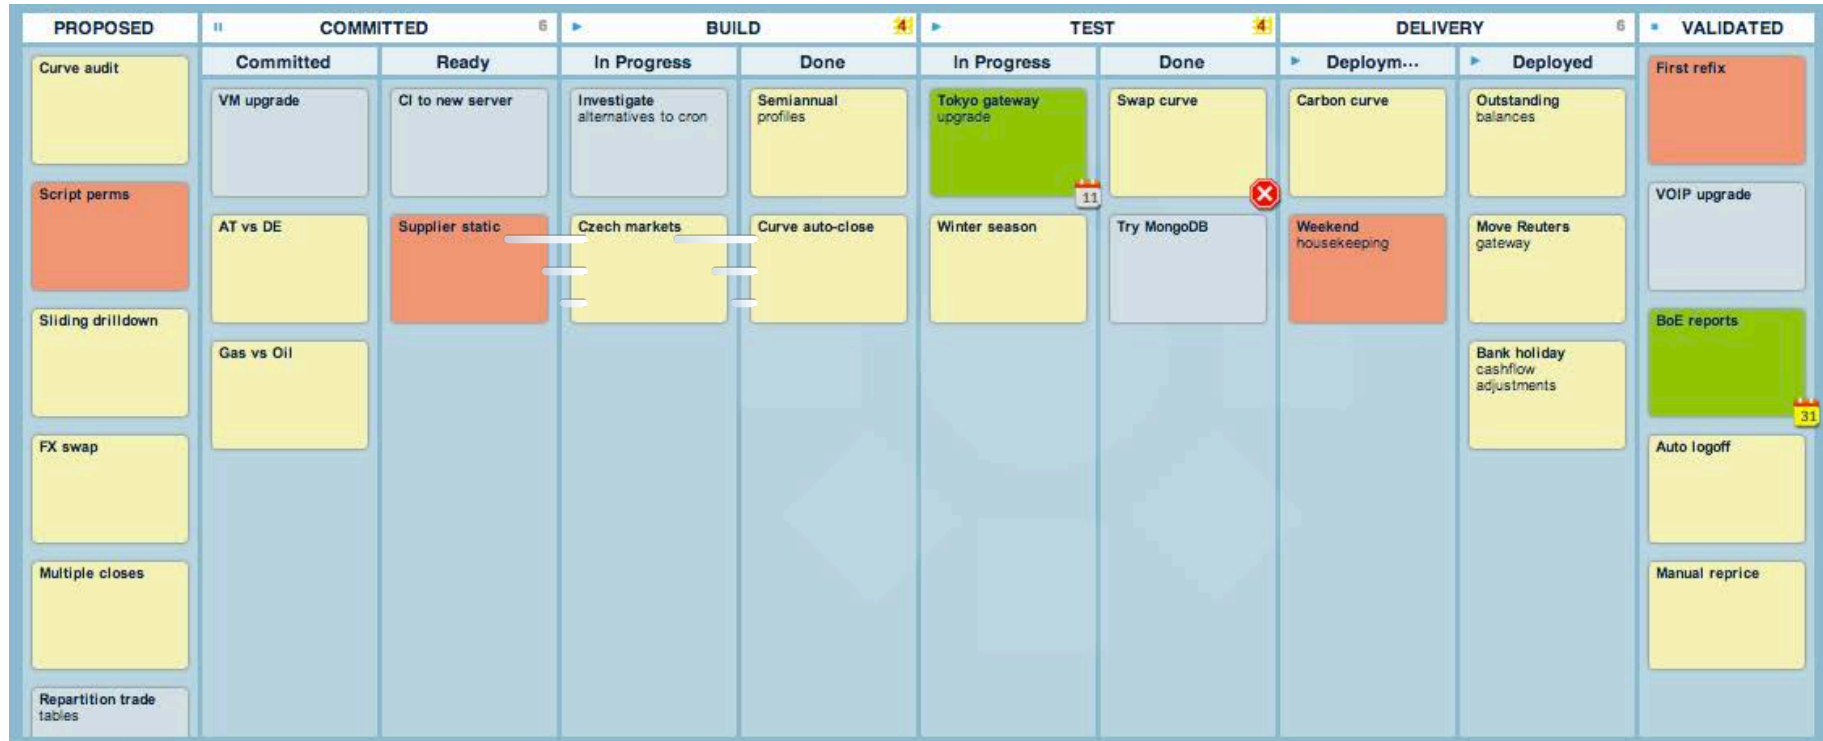 PROPOSED
COMMITTED
6
BUILD
4
TEST
4
DELIVERY
6
VALIDATED
Committed
Ready
In Progress
Done
In Progress
Done
Deploym...
Deployed
Curve audit
Script perms
Sliding drilldown
FX swap
Multiple closes
Repartition trade
tables
VM upgrade
AT vs DE
Gas vs Oil
CI to new server
Supplier static
Investigate
alternatives to cron
Czech markets
Semiannual
profiles
Curve auto-close
Tokyo gateway
upgrade
11
Winter season
Swap curve
Try MongoDB
Carbon curve
Weekend
housekeeping
Outstanding
balances
Move Reuters
gateway
Bank holiday
cashflow
adjustments
First refix
VOIP upgrade
BoE reports
31
Auto logoff
Manual reprice